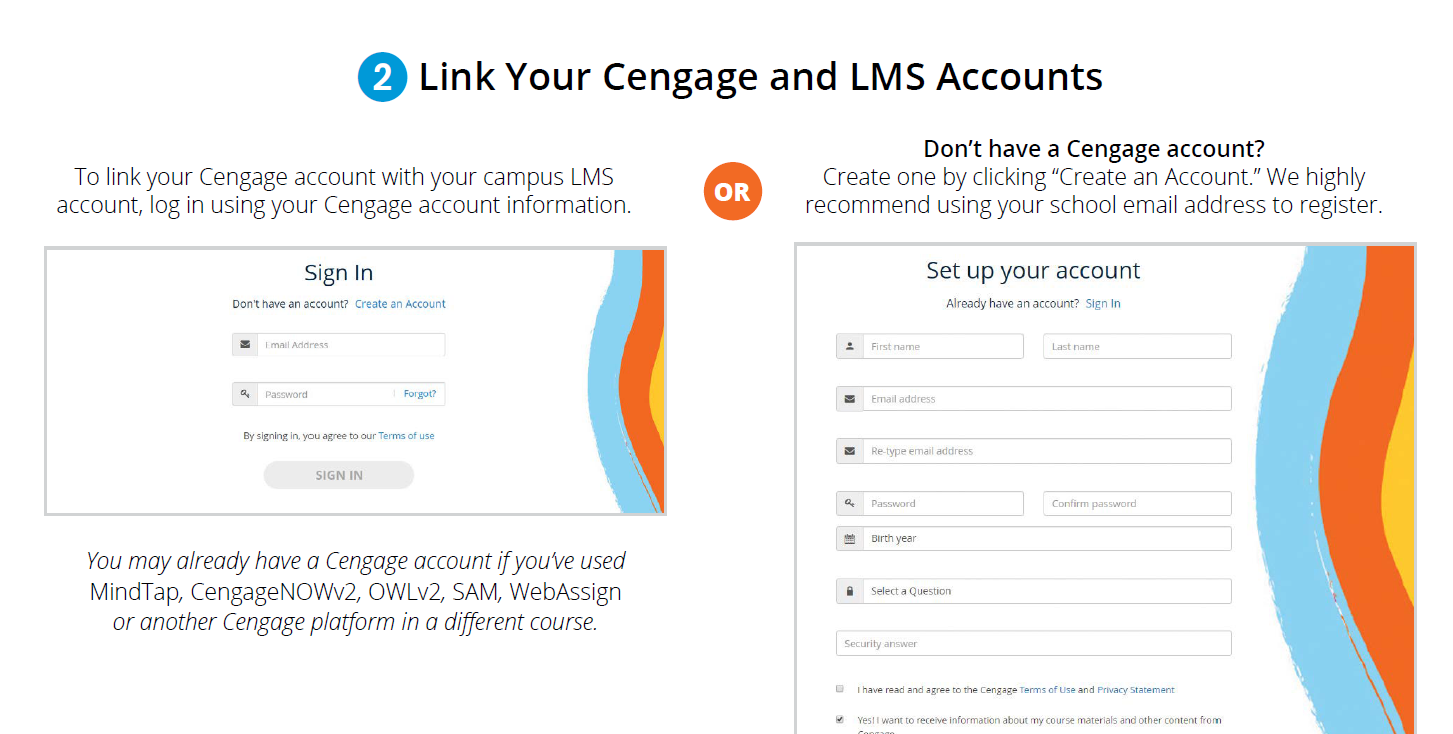 2 Link Your Cengage and LMS Accounts
To link your Cengage account with your campus LMS
account, log in using your Cengage account information.
Sign In
Don't have an account? Create an Account
Email Address
Password Forgot?
By signing in, you agree to our Terms of use
SIGN IN
You may already have a Cengage account if you’ve used
MindTap, CengageNOWv2, OWLv2, SAM, WebAssign
or another Cengage platform in a different course.
OR
Don’t have a Cengage account?
Create one by clicking “Create an Account.” We highly
recommend using your school email address to register.
Set up your account
Already have an account? Sign In
First name Last name
Email address
Re-type email address
Password Confirm password
Birth year
Select a Question
Security answer
I have read and agree to the Cengage Terms of Use and Privacy Statement
Yes! I want to receive information about my course materials and other content from
Cengage